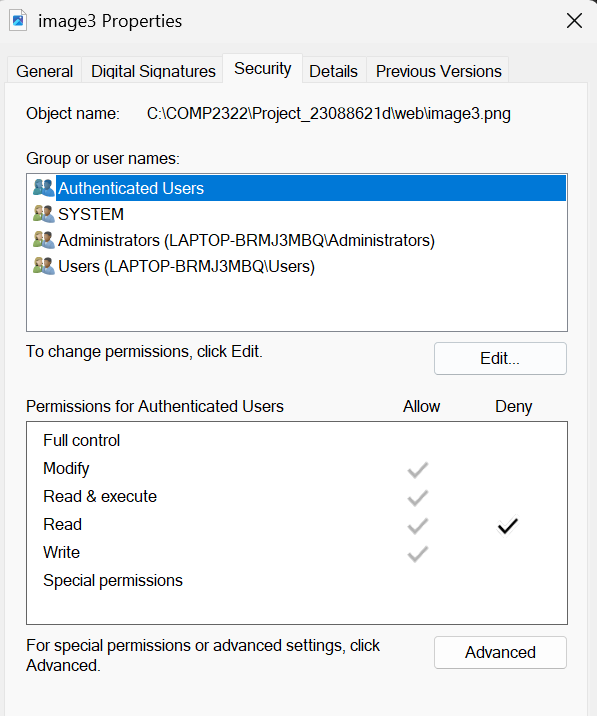 image3 Properties
General Digital Signatures Security Details Previous Versions
Object name: C:\COMP2322\Project_23088621d\web\image3.png
Group or user names:
Authenticated Users
SYSTEM
Administrators (LAPTOP-BRMJ3MBQ\Administrators)
Users (LAPTOP-BRMJ3MBQ\Users)
To change permissions, click Edit.
Edit...
Permissions for Authenticated Users Allow Deny
Full control
Modify
Read & execute
Read
Write
Special permissions
For special permissions or advanced settings, click
Advanced.
Advanced